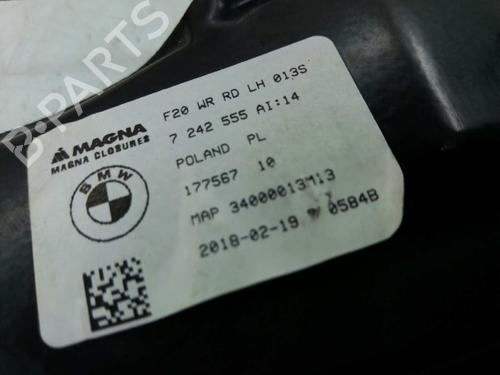 B-PARTS
F20 WR RD LH 013S
7 242 555 AI:14
MAGNA
MAGNA CLOSURES
POLAND PL
177567 10
BMW
MAP 34000013M13
2018-02-19 0584B